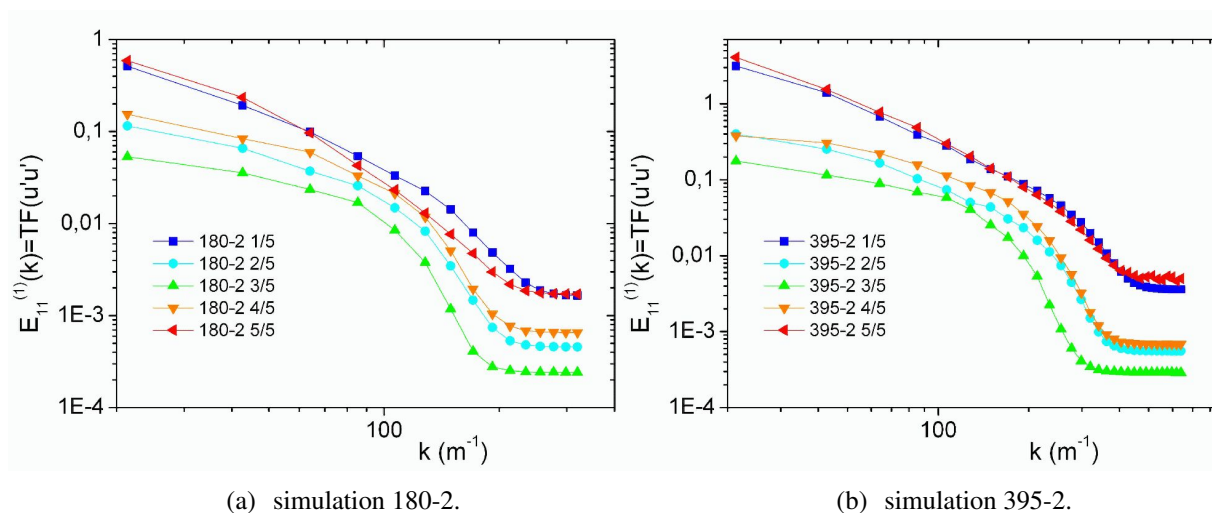 1
0,1
0,01
1E-3
1E-4
E₁₁⁽¹⁾(k)=TF(u'u')
180-2 1/5
180-2 2/5
180-2 3/5
180-2 4/5
180-2 5/5
100
k (m⁻¹)
(a) simulation 180-2.
1
0,1
0,01
1E-3
1E-4
E₁₁⁽¹⁾(k)=TF(u'u')
395-2 1/5
395-2 2/5
395-2 3/5
395-2 4/5
395-2 5/5
100
k (m⁻¹)
(b) simulation 395-2.